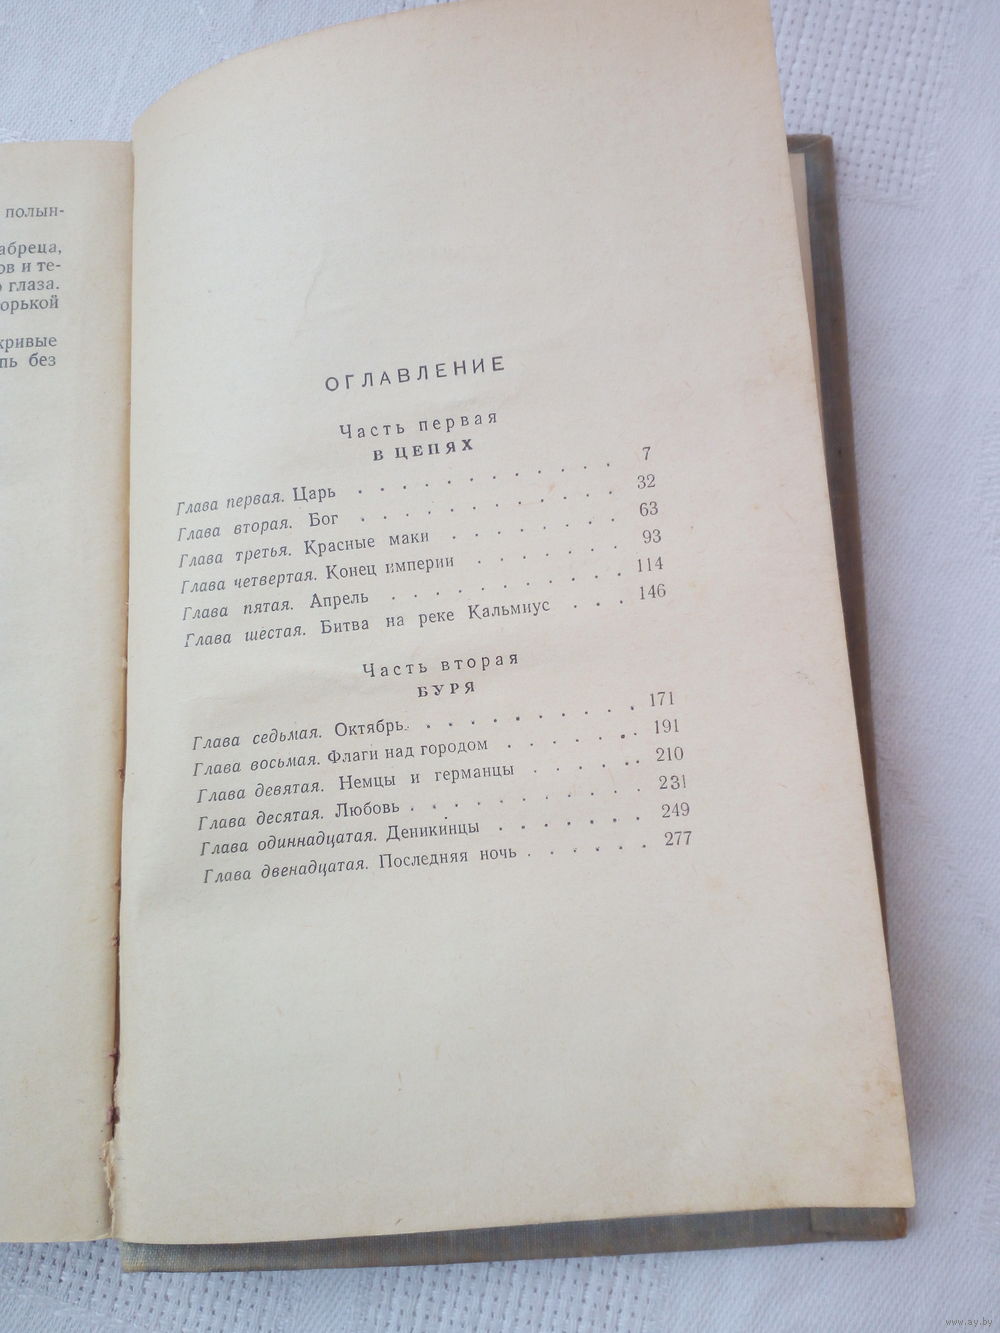 полын-
абреца,
ов и те-
о глаза.
орькой
кривые
пь без
ОГЛАВЛЕНИЕ
Часть первая
В ЦЕПЯХ
Глава первая. Царь . . . . . . . . . . . 7
Глава вторая. Бог . . . . . . . . . . . 32
Глава третья. Красные маки . . . . . . . 63
Глава четвертая. Конец империи . . . . . . 93
Глава пятая. Апрель . . . . . . . . . . 114
Глава шестая. Битва на реке Кальмиус . . . 146
Часть вторая
БУРЯ
Глава седьмая. Октябрь . . . . . . . . . 171
Глава восьмая. Флаги над городом . . . . . . 191
Глава девятая. Немцы и германцы . . . . . 210
Глава десятая. Любовь . . . . . . . . . 231
Глава одиннадцатая. Деникинцы . . . . . . . 249
Глава двенадцатая. Последняя ночь . . . . . . 277
www.ay.by